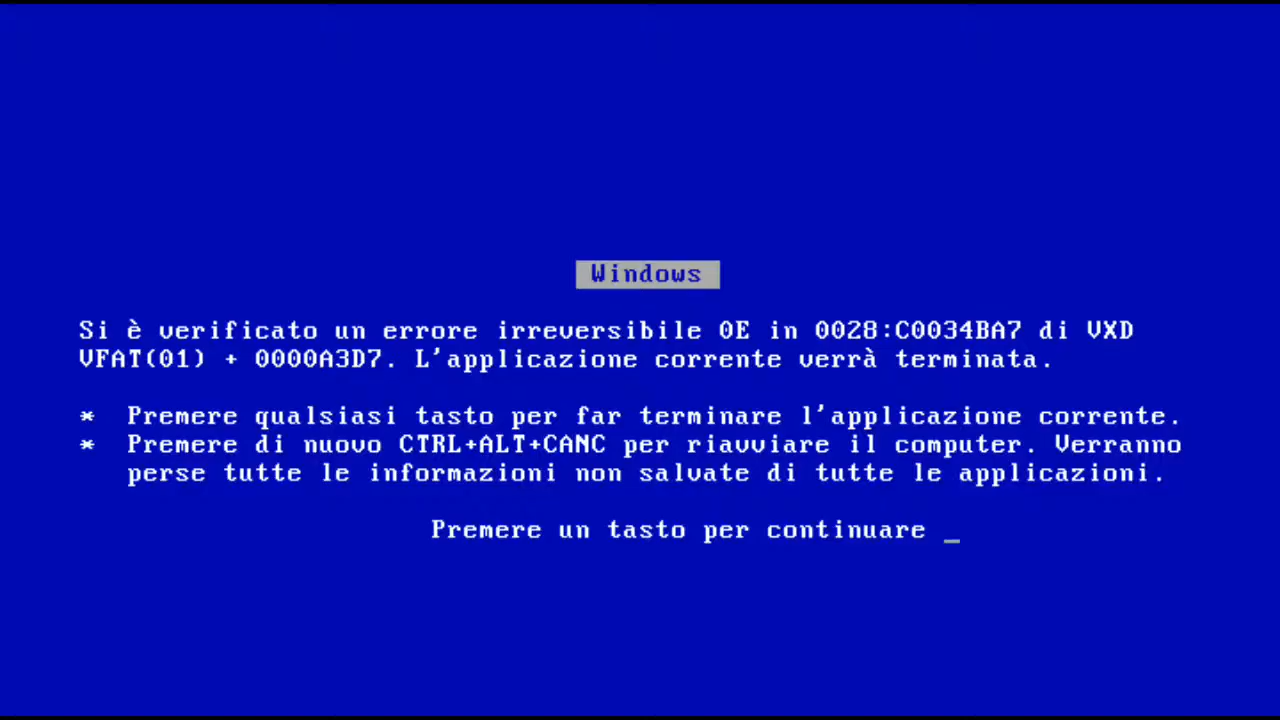 Windows
Si è verificato un errore irreversibile 0E in 0028:C0034BA7 di VXD
VFAT(01) + 0000A3D7. L'applicazione corrente verrà terminata.
* Premere qualsiasi tasto per far terminare l'applicazione corrente.
* Premere di nuovo CTRL+ALT+CANC per riavviare il computer. Verranno
perse tutte le informazioni non salvate di tutte le applicazioni.
Premere un tasto per continuare _